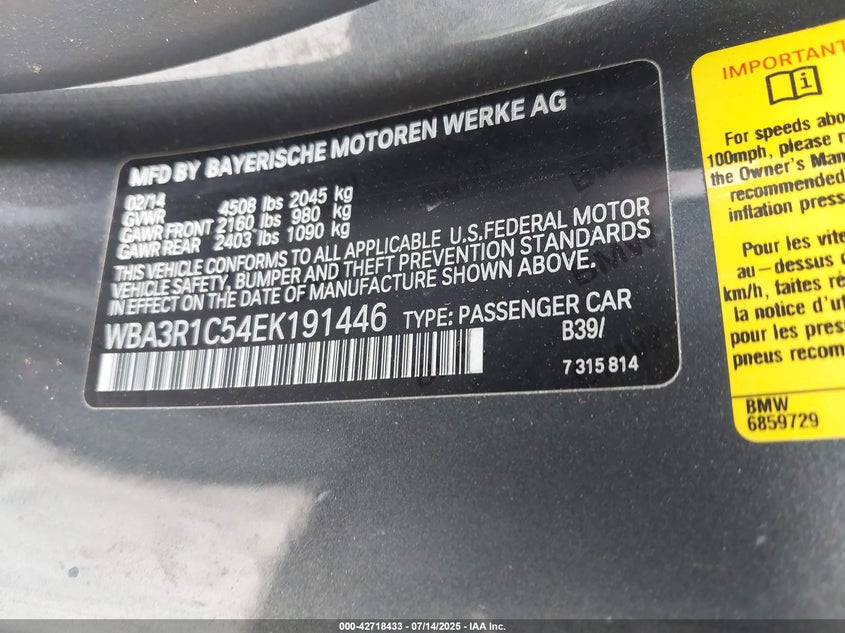 MFD BY BAYERISCHE MOTOREN WERKE AG
02/14
GVWR 4508 lbs 2045 kg
GAWR FRONT 2160 lbs 980 kg
GAWR REAR 2403 lbs 1090 kg
THIS VEHICLE CONFORMS TO ALL APPLICABLE U.S.FEDERAL MOTOR
VEHICLE SAFETY, BUMPER AND THEFT PREVENTION STANDARDS
IN EFFECT ON THE DATE OF MANUFACTURE SHOWN ABOVE.
WBA3R1C54EK191446 TYPE: PASSENGER CAR
B39/
7 315 814
IMPORTANT
For speeds abo
100mph, please r
the Owner's Man
recommended
inflation press
Pour les vite
au-dessus d
km/h, faites ré
la notice d'ut
pour les pres
pneus recom
BMW
6859729
000-42718433 - 07/14/2025 - IAA Inc.